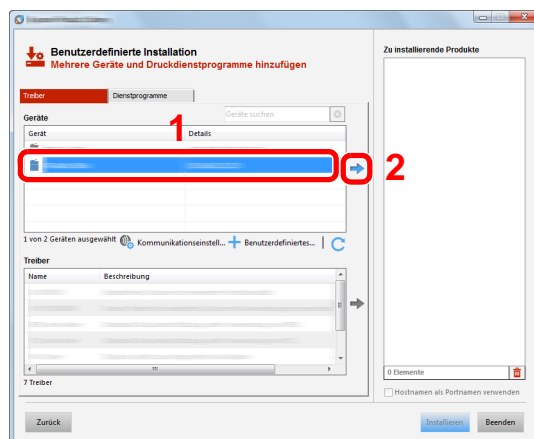 Benutzerdefinierte Installation
Mehrere Geräte und Druckdienstprogramme hinzufügen
Zu installierende Produkte
Treiber
Dienstprogramme
Geräte
Geräte suchen
1
Gerät
Details
2
1 von 2 Geräten ausgewählt
Kommunikationseinstell...
Benutzerdefiniertes...
Treiber
Name
Beschreibung
7 Treiber
0 Elemente
Hostnamen als Portnamen verwenden
Zurück
Installieren
Beenden